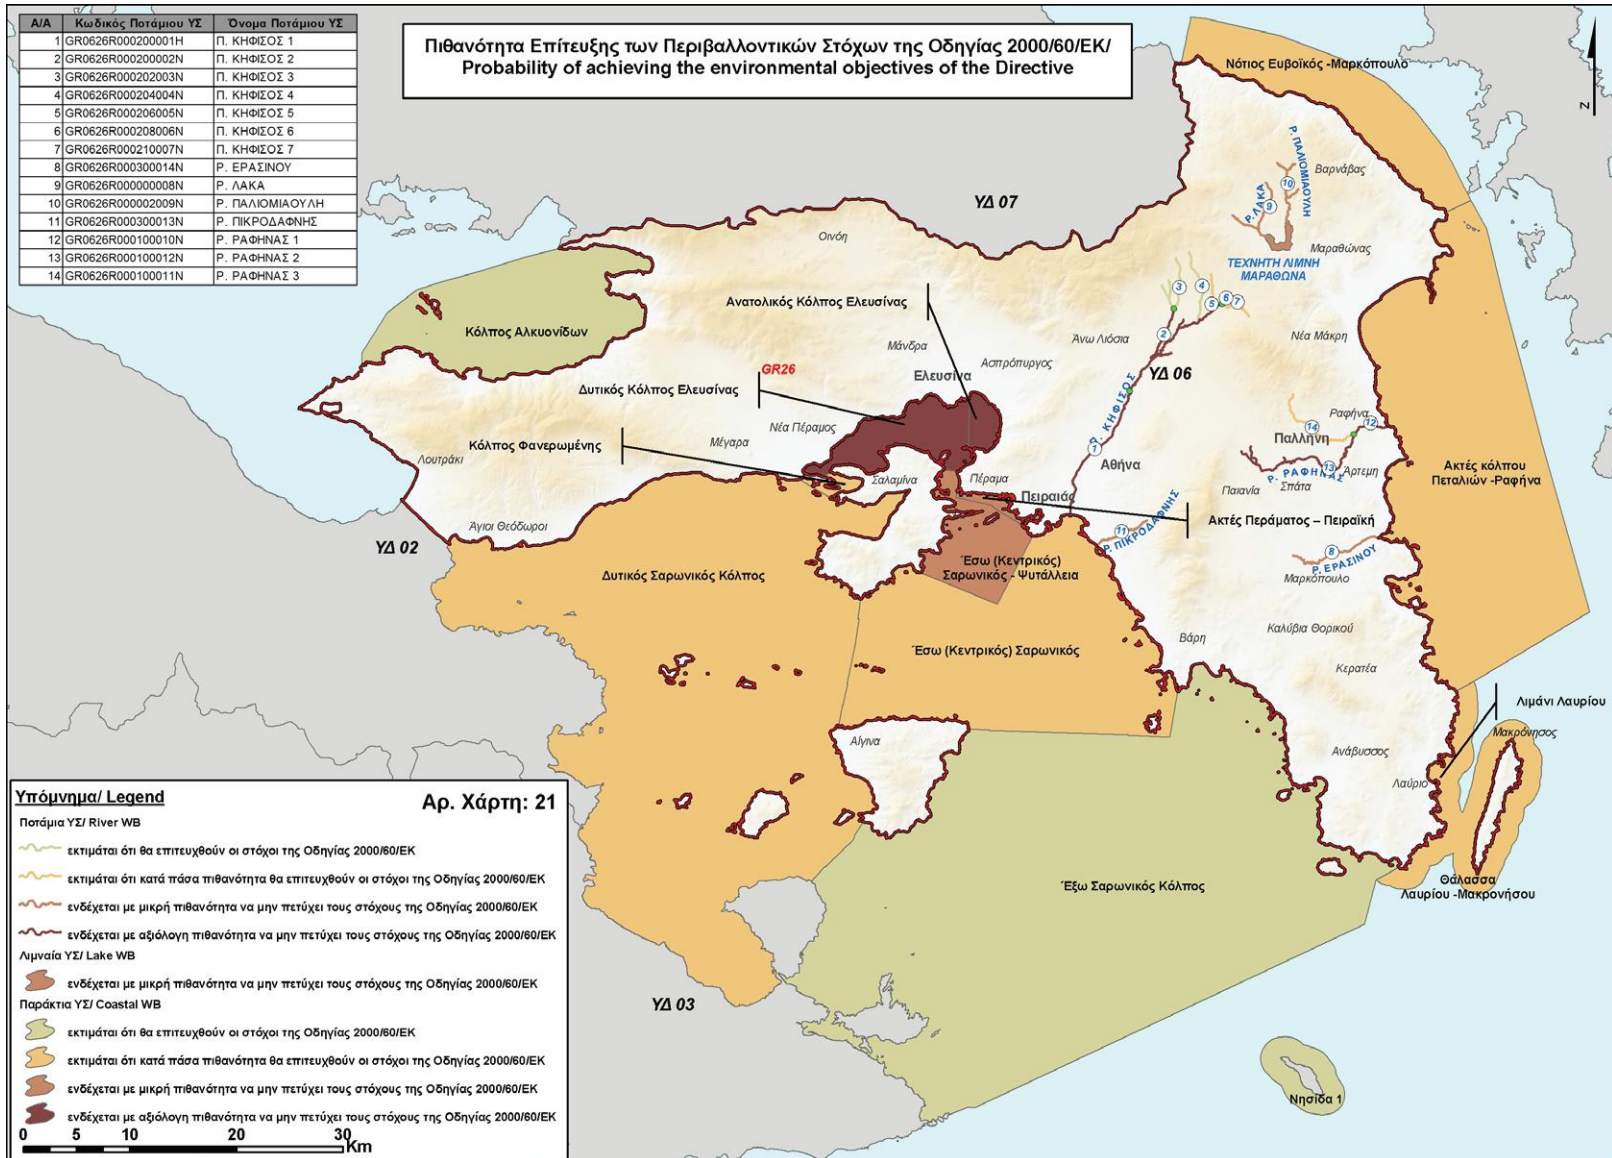 Α/Α Κωδικός Ποτάμιου ΥΣ Όνομα Ποτάμιου ΥΣ
1 GR0626R000200001H Π. ΚΗΦΙΣΟΣ 1
2 GR0626R000200002N Π. ΚΗΦΙΣΟΣ 2
3 GR0626R000202003N Π. ΚΗΦΙΣΟΣ 3
4 GR0626R000204004N Π. ΚΗΦΙΣΟΣ 4
5 GR0626R000206005N Π. ΚΗΦΙΣΟΣ 5
6 GR0626R000208006N Π. ΚΗΦΙΣΟΣ 6
7 GR0626R000210007N Π. ΚΗΦΙΣΟΣ 7
8 GR0626R000300014N Ρ. ΕΡΑΣΙΝΟΥ
9 GR0626R000000008N Ρ. ΛΑΚΑ
10 GR0626R000002009N Ρ. ΠΑΛΙΟΜΙΑΟΥΛΗ
11 GR0626R000300013N Ρ. ΠΙΚΡΟΔΑΦΝΗΣ
12 GR0626R000100010N Ρ. ΡΑΦΗΝΑΣ 1
13 GR0626R000100012N Ρ. ΡΑΦΗΝΑΣ 2
14 GR0626R000100011N Ρ. ΡΑΦΗΝΑΣ 3
Πιθανότητα Επίτευξης των Περιβαλλοντικών Στόχων της Οδηγίας 2000/60/ΕΚ/
Probability of achieving the environmental objectives of the Directive
Νότιος Ευβοϊκός -Μαρκόπουλο
N
Ρ. ΠΑΛΙΟΜΙΑΟΥΛΗ
Βαρνάβας
10
Ρ. ΛΑΚΑ
9
ΥΔ 07
Οινόη
Μαραθώνας
ΤΕΧΝΗΤΗ ΛΙΜΝΗ
ΜΑΡΑΘΩΝΑ
3
4
5
6
7
Ανατολικός Κόλπος Ελευσίνας
Κόλπος Αλκυονίδων
2
Άνω Λιόσια
Νέα Μάκρη
Μάνδρα
Ασπρόπυργος
GR26
Ελευσίνα
ΥΔ 06
Δυτικός Κόλπος Ελευσίνας
Π. ΚΗΦΙΣΟΣ
1
Ραφήνα
12
14
Παλλήνη
Νέα Πέραμος
Μέγαρα
Κόλπος Φανερωμένης
Λουτράκι
Αθήνα
13
Άρτεμη
Ρ. ΡΑΦΗΝΑΣ
Σπάτα
Παιανία
Ακτές κόλπου
Πεταλιών -Ραφήνα
Σαλαμίνα
Πέραμα
Πειραιάς
Ακτές Περάματος – Πειραϊκή
Άγιοι Θεόδωροι
11
Ρ. ΠΙΚΡΟΔΑΦΝΗΣ
ΥΔ 02
8
Ρ. ΕΡΑΣΙΝΟΥ
Μαρκόπουλο
Έσω (Κεντρικός)
Σαρωνικός - Ψυτάλλεια
Δυτικός Σαρωνικός Κόλπος
Καλύβια Θορικού
Βάρη
Έσω (Κεντρικός) Σαρωνικός
Κερατέα
Λιμάνι Λαυρίου
Μακρόνησος
Αίγινα
Ανάβυσσος
Λαύριο
Θάλασσα
Λαυρίου -Μακρονήσου
Έξω Σαρωνικός Κόλπος
ΥΔ 03
Νησίδα 1
Υπόμνημα/ Legend
Αρ. Χάρτη: 21
Ποτάμια ΥΣ/ River WB
εκτιμάται ότι θα επιτευχθούν οι στόχοι της Οδηγίας 2000/60/ΕΚ
εκτιμάται ότι κατά πάσα πιθανότητα θα επιτευχθούν οι στόχοι της Οδηγίας 2000/60/ΕΚ
ενδέχεται με μικρή πιθανότητα να μην πετύχει τους στόχους της Οδηγίας 2000/60/ΕΚ
ενδέχεται με αξιόλογη πιθανότητα να μην πετύχει τους στόχους της Οδηγίας 2000/60/ΕΚ
Λιμναία ΥΣ/ Lake WB
ενδέχεται με μικρή πιθανότητα να μην πετύχει τους στόχους της Οδηγίας 2000/60/ΕΚ
Παράκτια ΥΣ/ Coastal WB
εκτιμάται ότι θα επιτευχθούν οι στόχοι της Οδηγίας 2000/60/ΕΚ
εκτιμάται ότι κατά πάσα πιθανότητα θα επιτευχθούν οι στόχοι της Οδηγίας 2000/60/ΕΚ
ενδέχεται με μικρή πιθανότητα να μην πετύχει τους στόχους της Οδηγίας 2000/60/ΕΚ
ενδέχεται με αξιόλογη πιθανότητα να μην πετύχει τους στόχους της Οδηγίας 2000/60/ΕΚ
0 5 10 20 30
Km